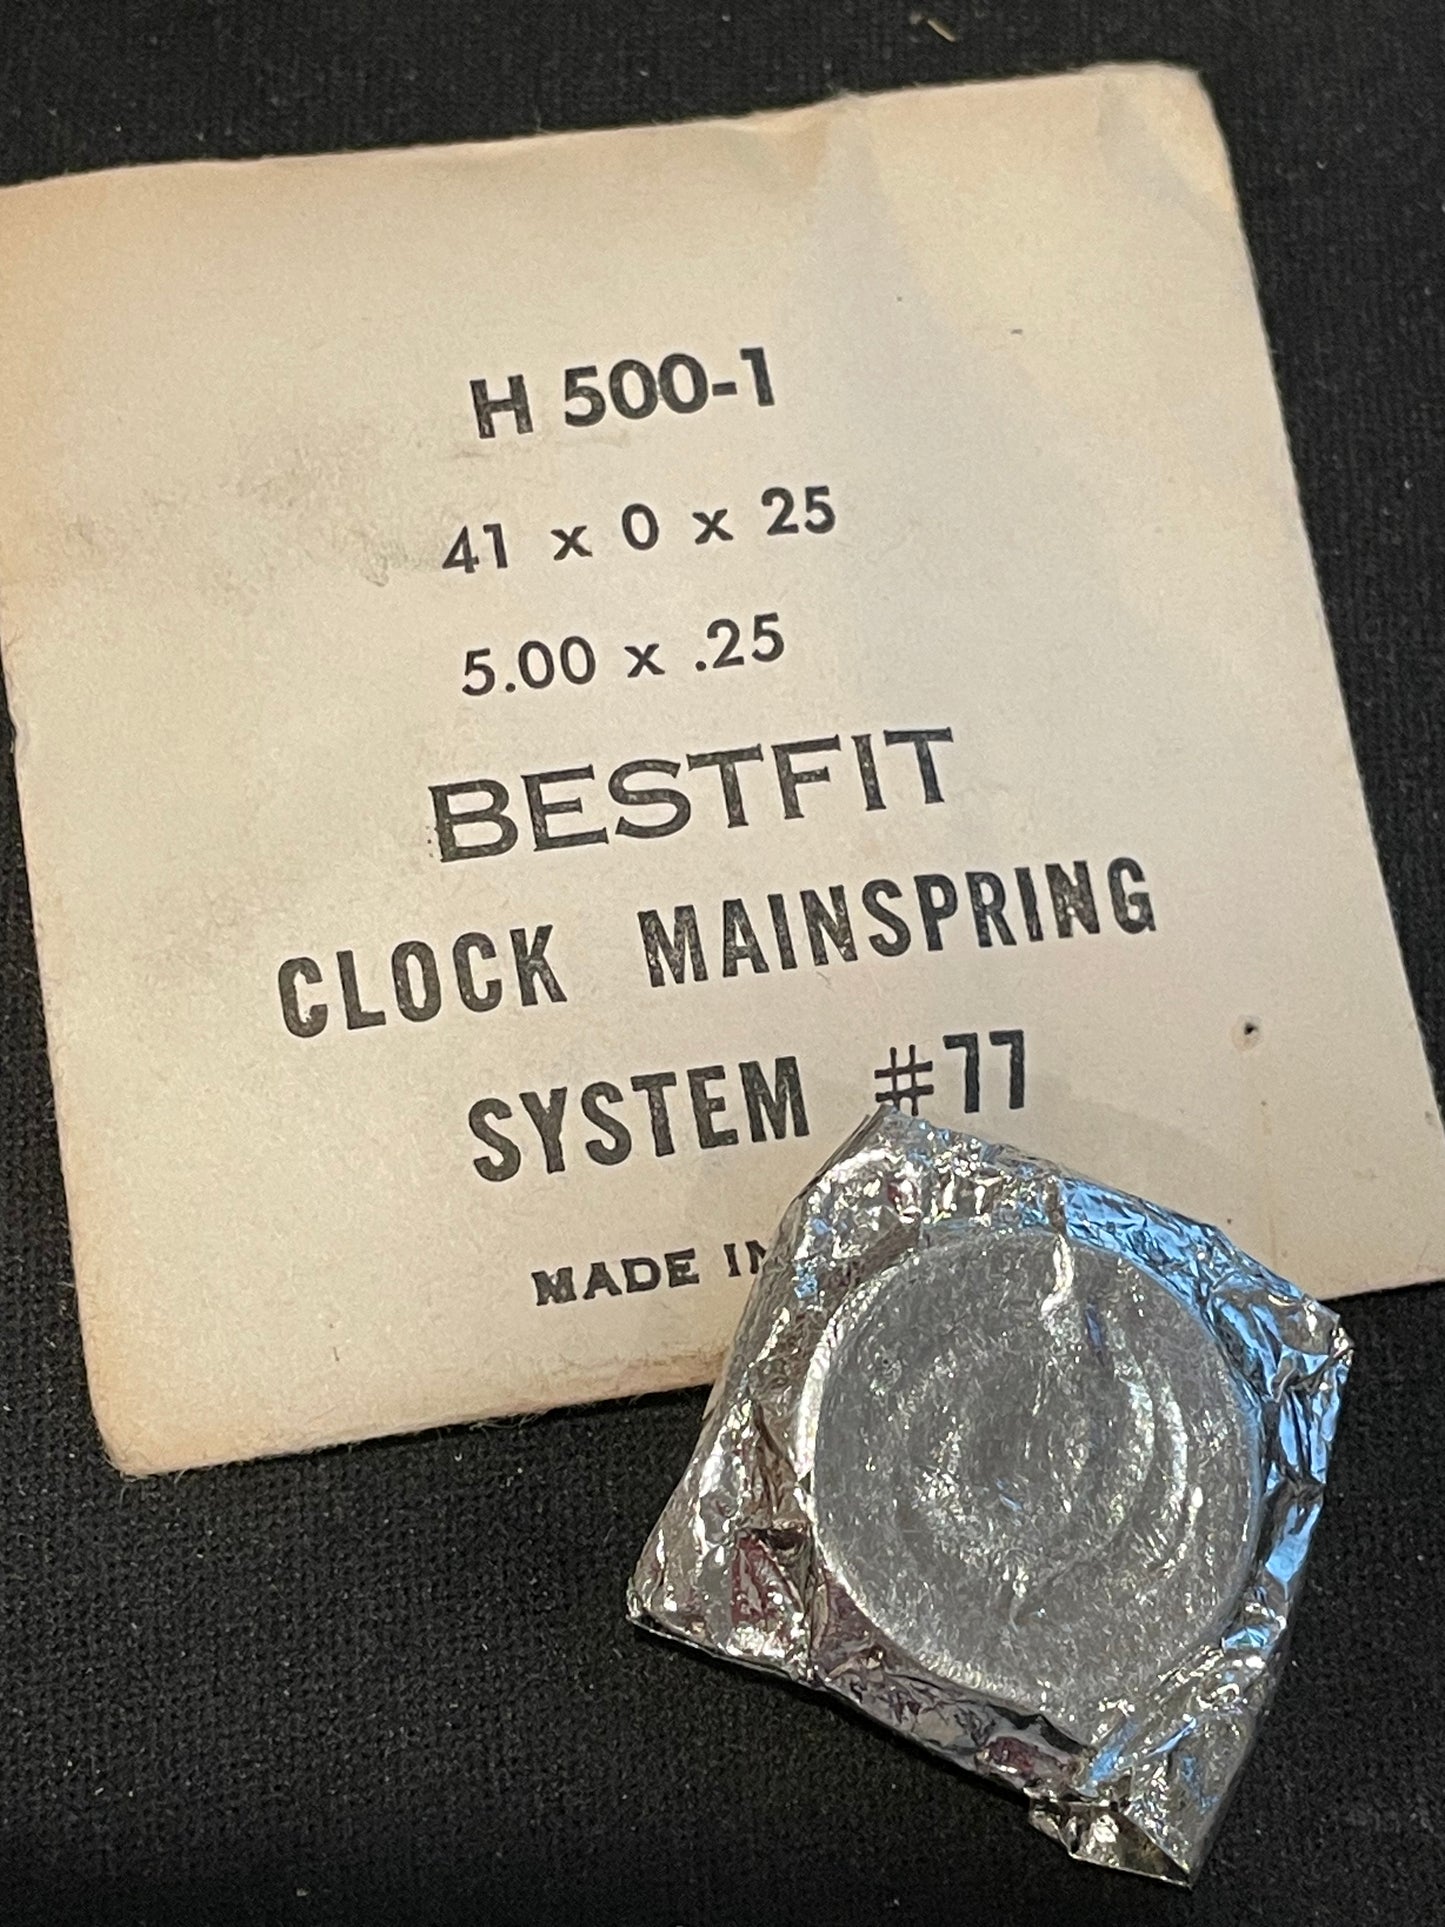 H 500-1
41 x 0 x 25
5.00 x .25
BESTFIT
CLOCK MAINSPRING
SYSTEM #77
MADE IN